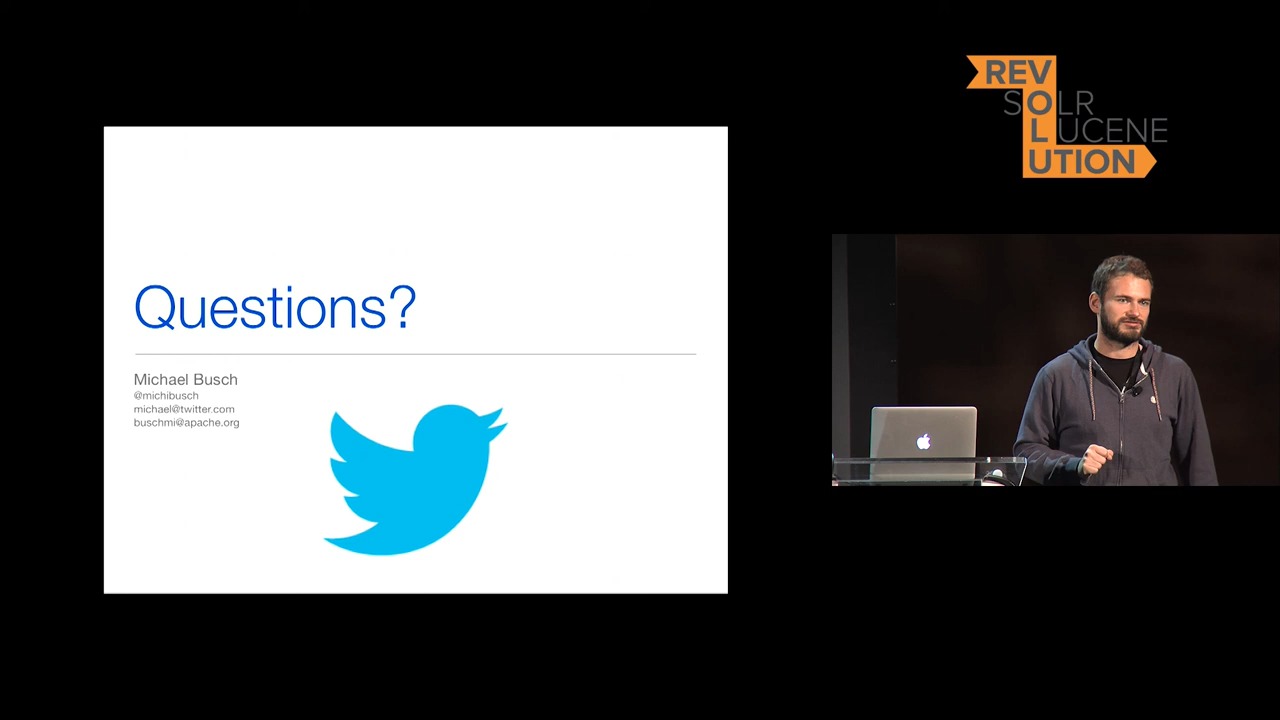 Questions?
Michael Busch
@michibusch
michael@twitter.com
buschmi@apache.org
REV
SOLR
LUCENE
UTION